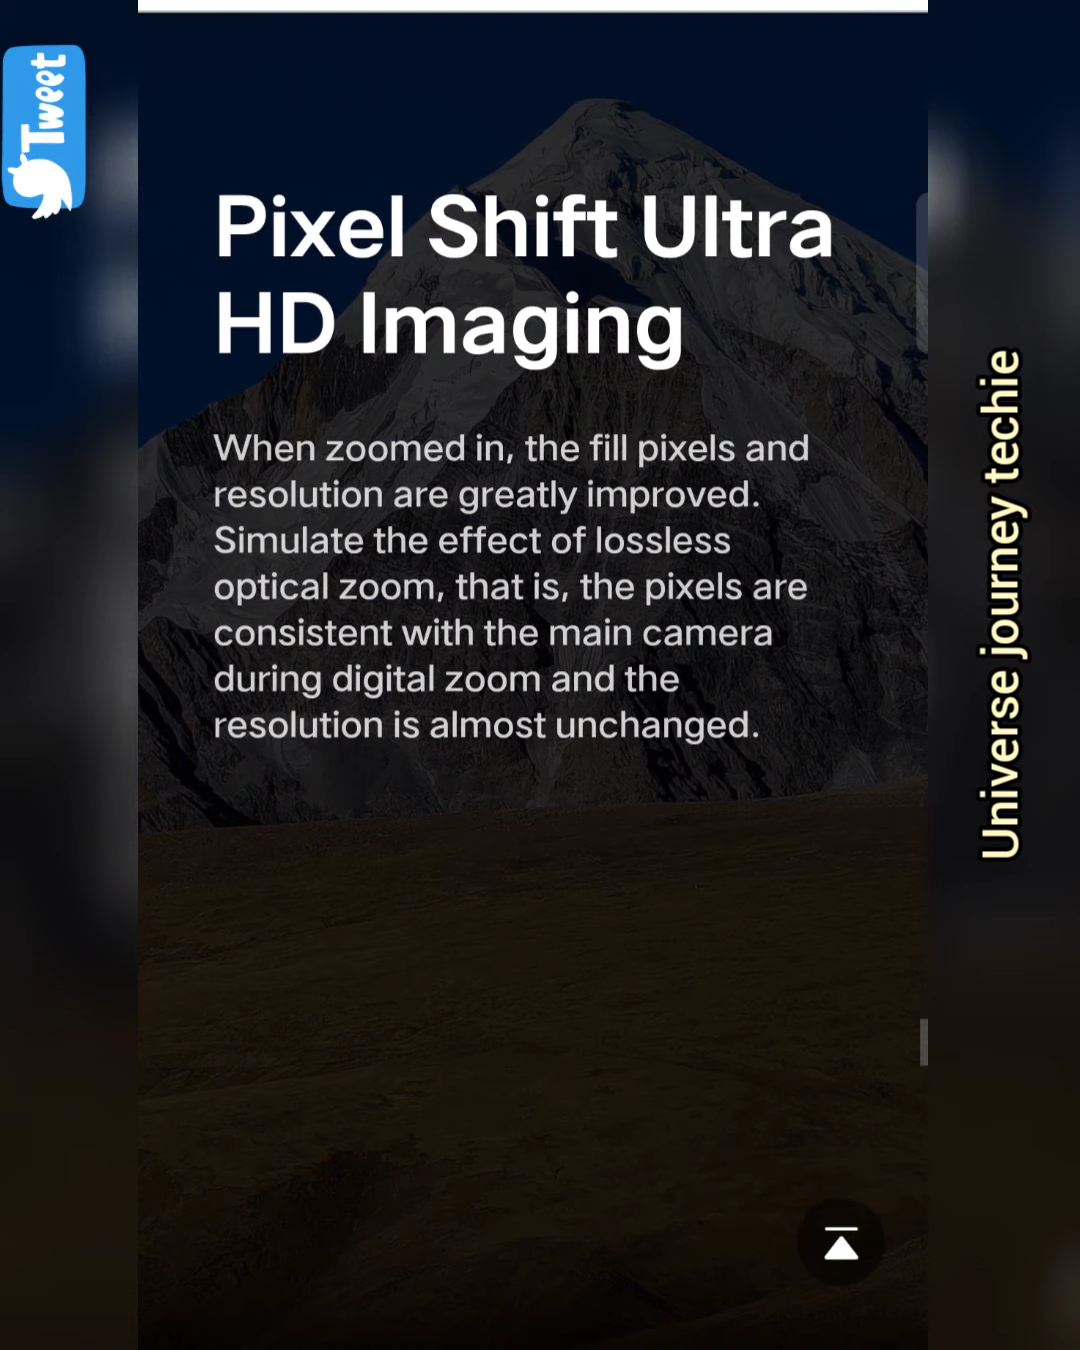 Tweet
Pixel Shift Ultra
HD Imaging
When zoomed in, the fill pixels and
resolution are greatly improved.
Simulate the effect of lossless
optical zoom, that is, the pixels are
consistent with the main camera
during digital zoom and the
resolution is almost unchanged.
Universe journey techie